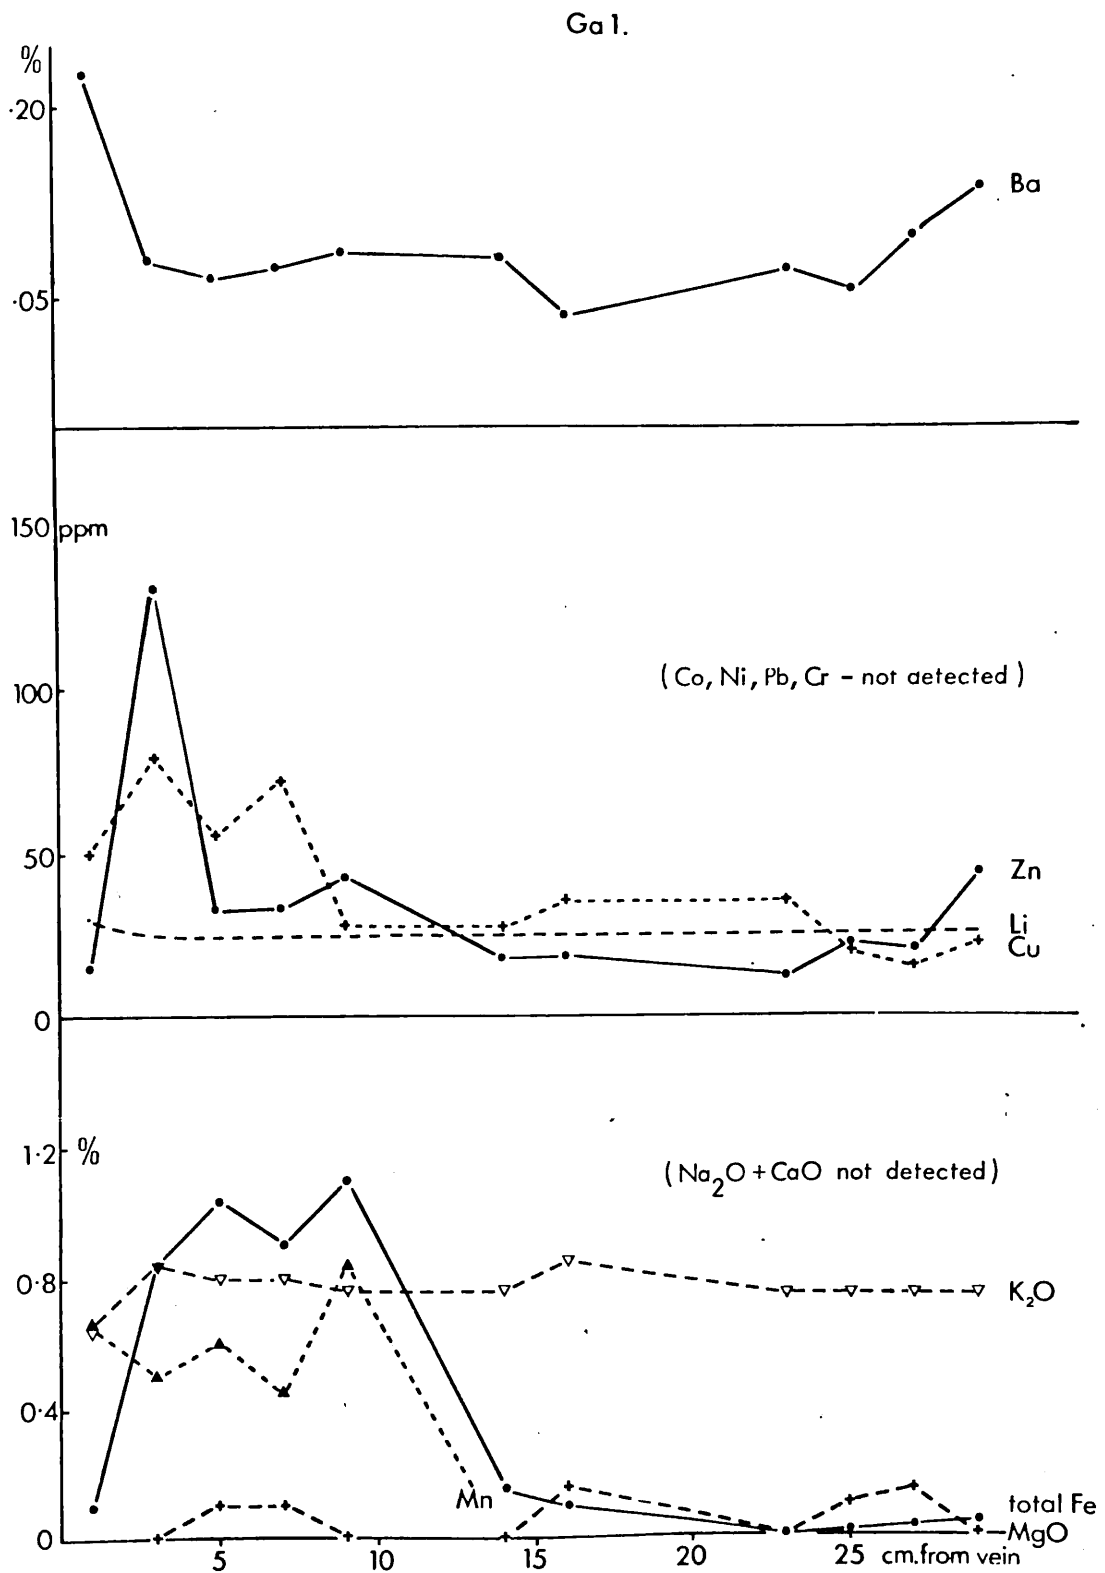 Ga 1.
%
·20
Ba
·05
150 ppm
(Co, Ni, Pb, Cr – not aetected)
100
50
Zn
Li
Cu
0
1·2 %
(Na₂O + CaO not detected)
0·8
K₂O
0·4
Mn
total Fe
MgO
0
5 10 15 20 25 cm. from vein